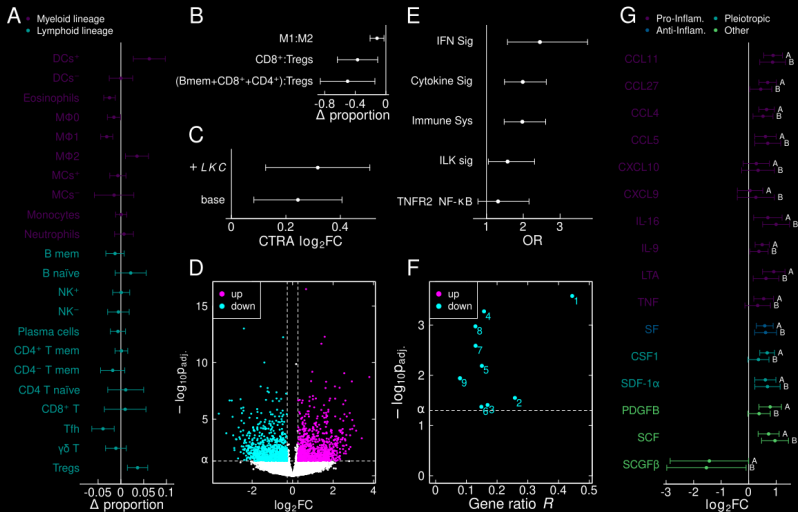 A
Myeloid lineage
Lymphoid lineage
DCs⁺
DCs⁻
Eosinophils
MΦ0
MΦ1
MΦ2
MCs⁺
MCs⁻
Monocytes
Neutrophils
B mem
B naïve
NK⁺
NK⁻
Plasma cells
CD4⁺ T mem
CD4⁻ T mem
CD4 T naïve
CD8⁺ T
Tfh
γδ T
Tregs
-0.05 0 0.05 0.1
Δ proportion
B
M1:M2
CD8⁺:Tregs
(Bmem+CD8⁺+CD4⁺):Tregs
-0.8 -0.4 0
Δ proportion
C
+ LKC
base
0 0.2 0.4
CTRA log₂FC
D
up
down
− log₁₀p_adj.
15
10
5
α
−2 0 2 4
log₂FC
E
IFN Sig
Cytokine Sig
Immune Sys
ILK sig
TNFR2 NF-κB
1 2 3
OR
F
up
down
− log₁₀p_adj.
3
2
α
1
1
4
8
7
5
9
2
6 3
0 0.1 0.2 0.3 0.4 0.5
Gene ratio R
G
Pro-Inflam. Pleiotropic
Anti-Inflam. Other
CCL11 A B
CCL27 A B
CCL4 A B
CCL5 A B
CXCL10 A B
CXCL9 A B
IL-16 A B
IL-9 A B
LTA A B
TNF A B
SF A B
CSF1 A B
SDF-1α A B
PDGFB A B
SCF A B
SCGFβ A B
−3 −2 −1 0 1
log₂FC